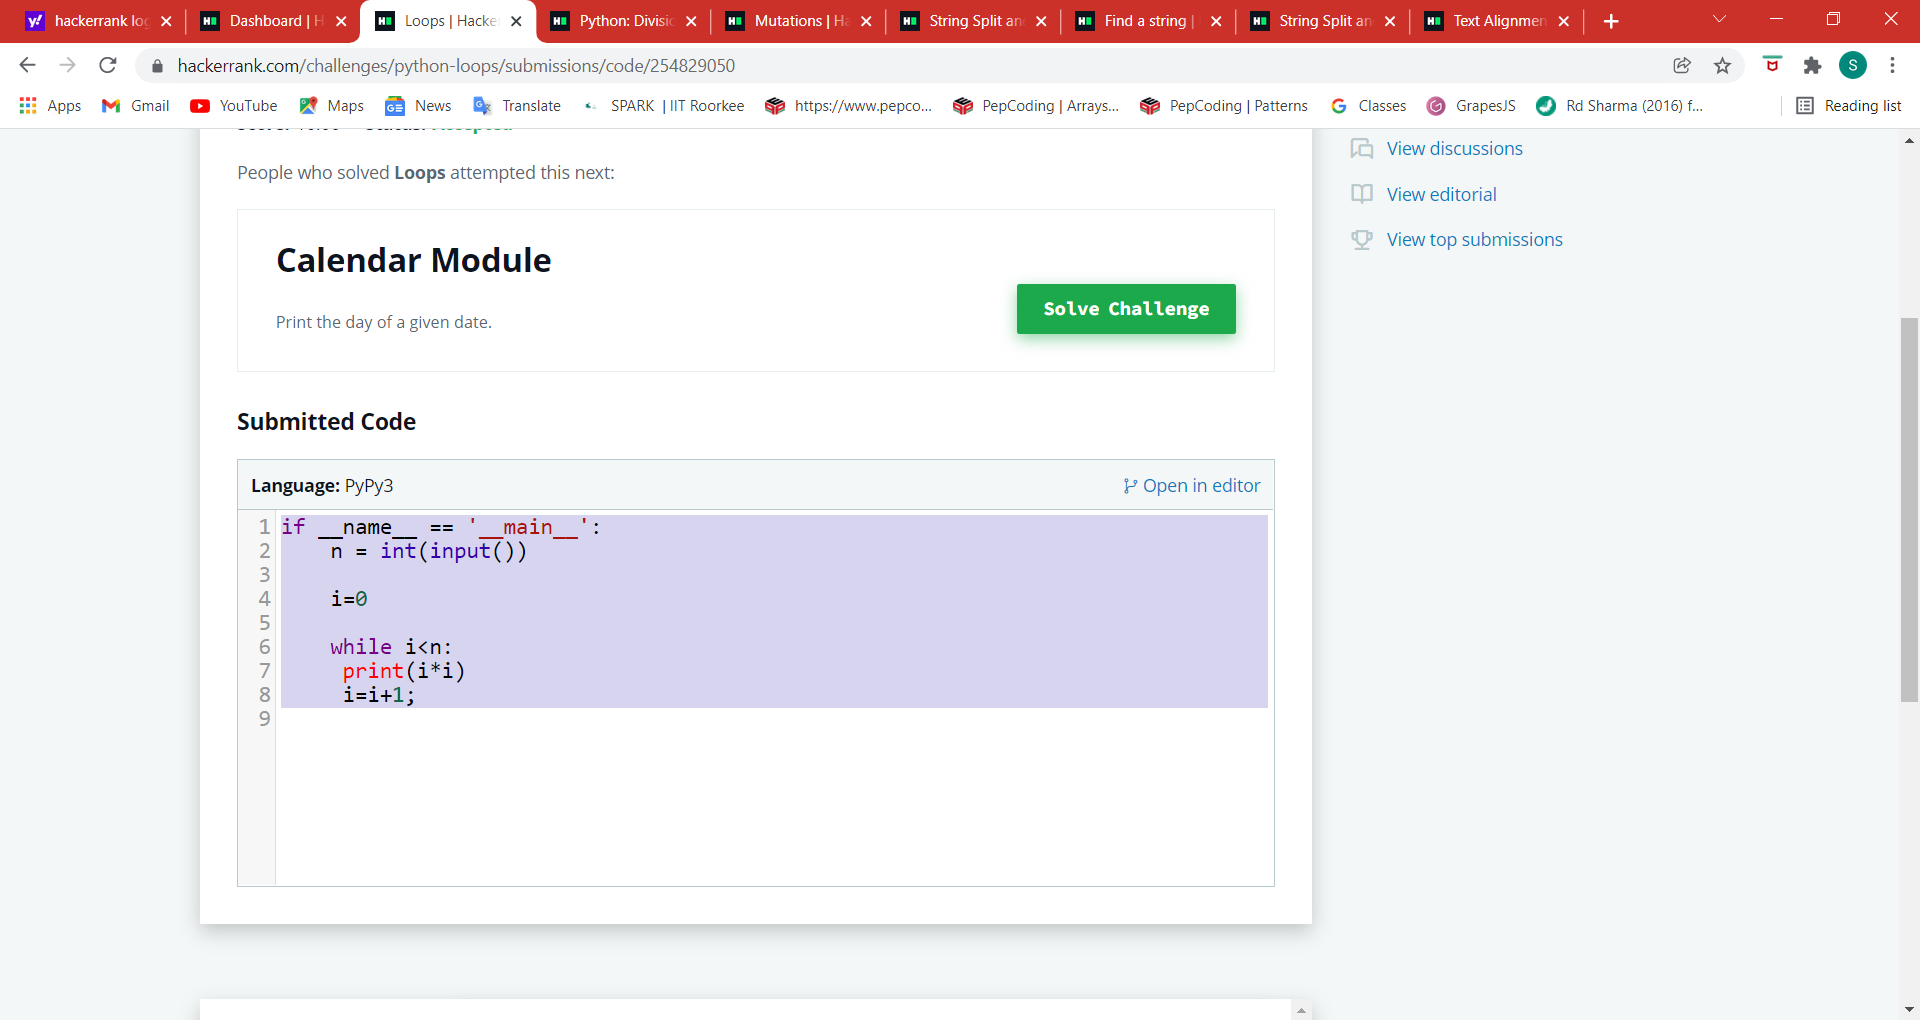 hackerrank log
Dashboard | H
Loops | Hacke
Python: Divisic
Mutations | Ha
String Split an
Find a string |
String Split an
Text Alignmen
hackerrank.com/challenges/python-loops/submissions/code/254829050
S
Apps
Gmail
YouTube
Maps
News
Translate
SPARK | IIT Roorkee
https://www.pepco...
PepCoding | Arrays...
PepCoding | Patterns
Classes
GrapesJS
Rd Sharma (2016) f...
Reading list
People who solved Loops attempted this next:
Calendar Module
Print the day of a given date.
Solve Challenge
View discussions
View editorial
View top submissions
Submitted Code
Language: PyPy3
Open in editor
1 if __name__ == '__main__':
2 n = int(input())
3
4 i=0
5
6 while i<n:
7 print(i*i)
8 i=i+1;
9